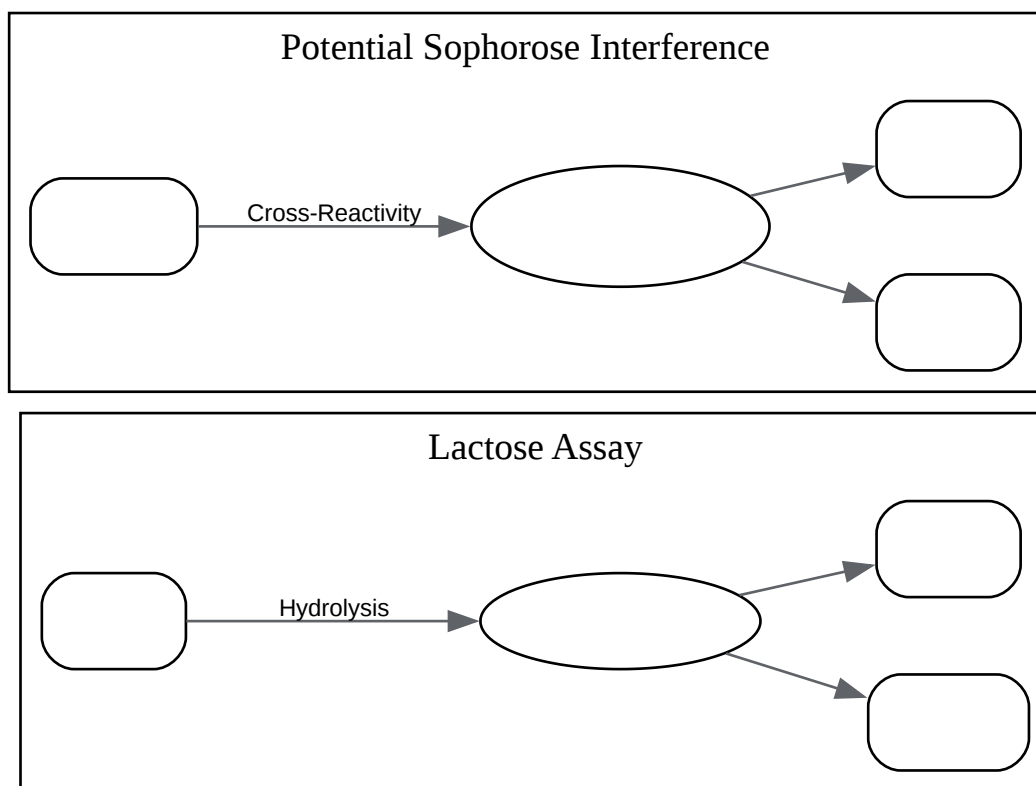 Potential Sophorose Interference
Cross-Reactivity
Lactose Assay
Hydrolysis